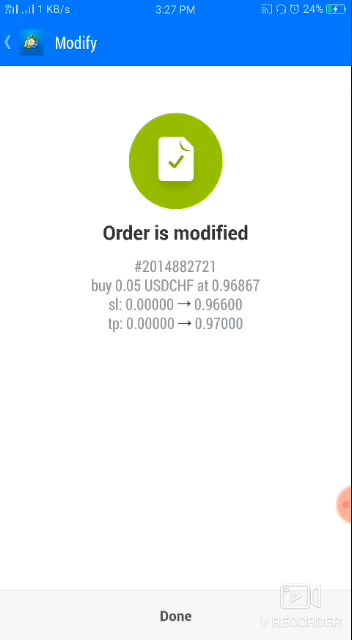 1 KB/s 3:27 PM 24%
Modify
Order is modified
#2014882721
buy 0.05 USDCHF at 0.96867
sl: 0.00000 → 0.96600
tp: 0.00000 → 0.97000
V RECORDER
Done